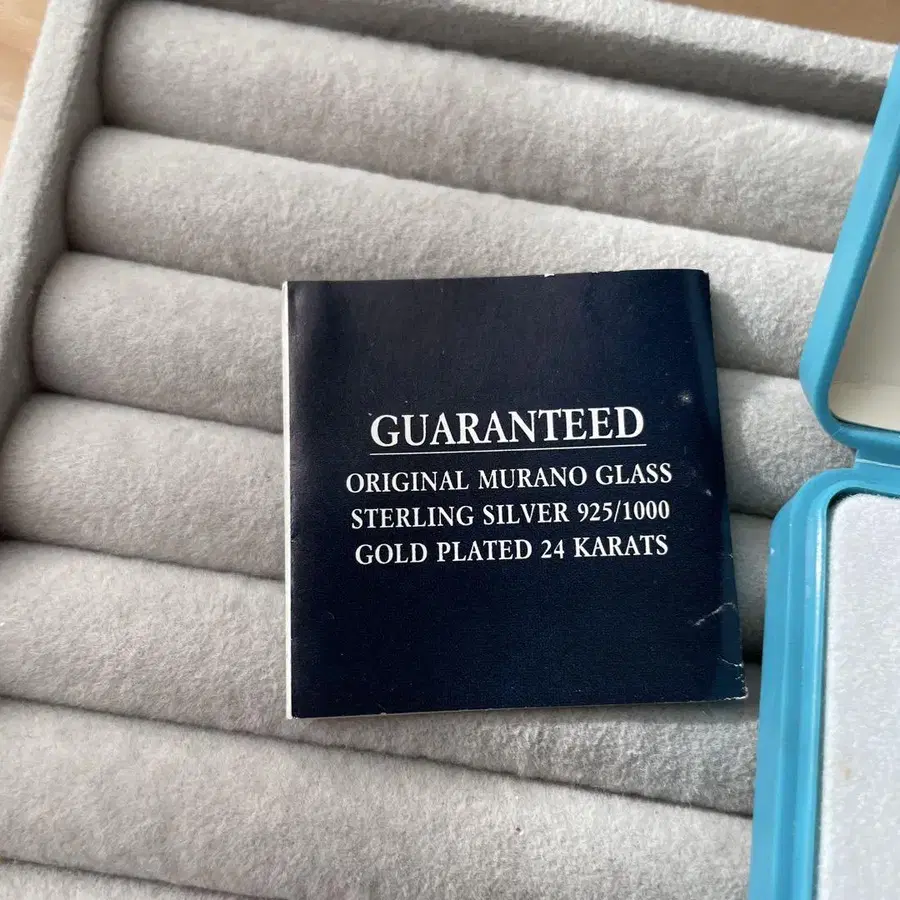 GUARANTEED
ORIGINAL MURANO GLASS
STERLING SILVER 925/1000
GOLD PLATED 24 KARATS